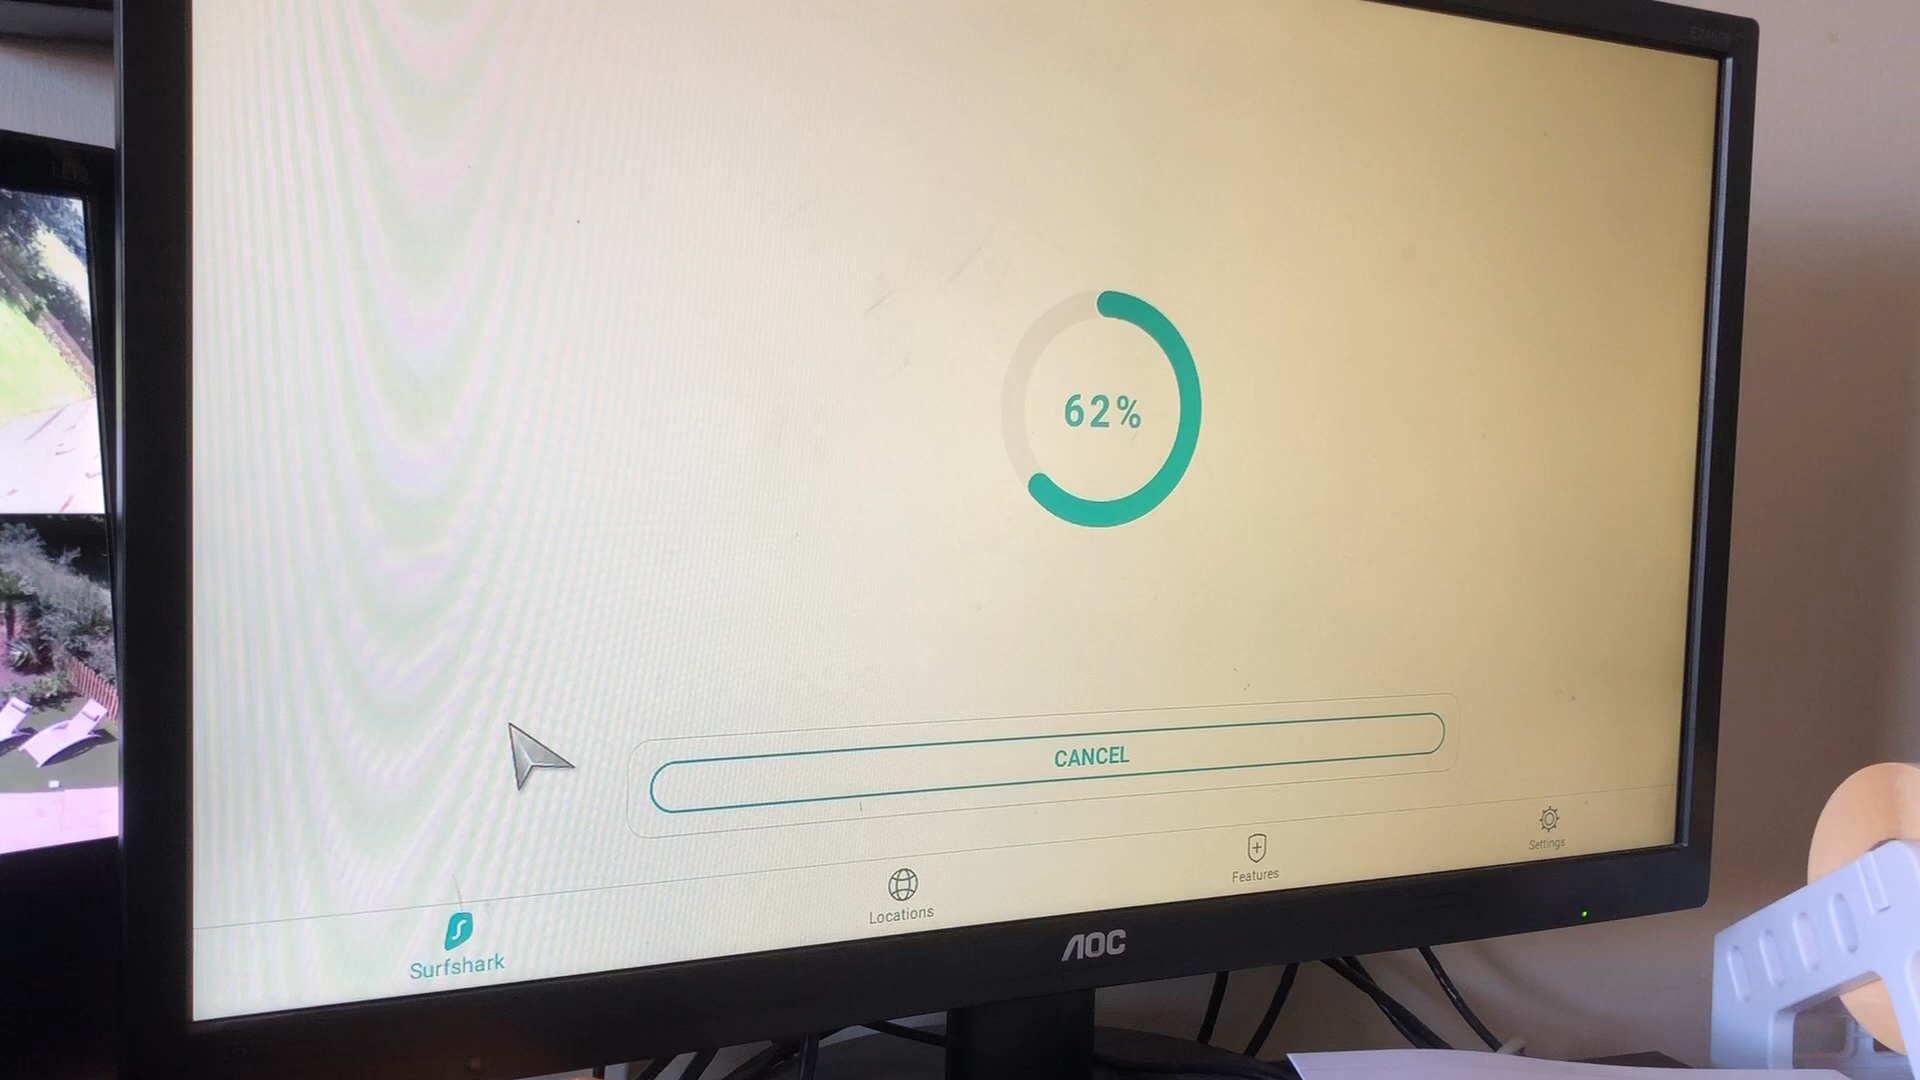 62%
CANCEL
Surfshark
Locations
Features
Settings
AOC